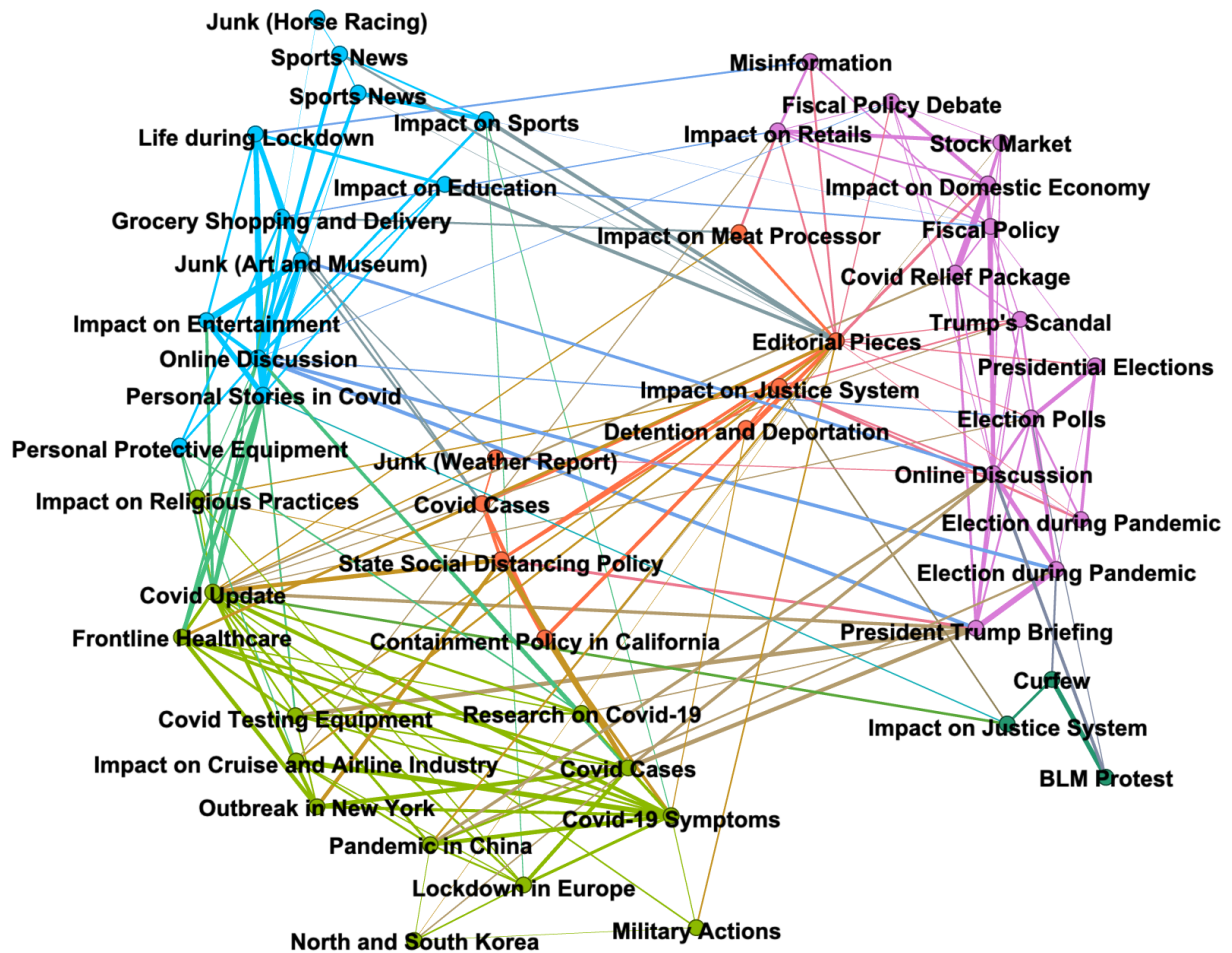 Junk (Horse Racing)
Sports News
Misinformation
Sports News
Fiscal Policy Debate
Impact on Sports
Life during Lockdown
Impact on Retails
Stock Market
Impact on Education
Impact on Domestic Economy
Grocery Shopping and Delivery
Impact on Meat Processor
Fiscal Policy
Junk (Art and Museum)
Covid Relief Package
Impact on Entertainment
Trump's Scandal
Editorial Pieces
Online Discussion
Presidential Elections
Impact on Justice System
Personal Stories in Covid
Election Polls
Detention and Deportation
Personal Protective Equipment
Junk (Weather Report)
Online Discussion
Impact on Religious Practices
Covid Cases
Election during Pandemic
State Social Distancing Policy
Election during Pandemic
Covid Update
Frontline Healthcare
Containment Policy in California
President Trump Briefing
Curfew
Covid Testing Equipment
Research on Covid-19
Impact on Justice System
Impact on Cruise and Airline Industry
Covid Cases
BLM Protest
Outbreak in New York
Covid-19 Symptoms
Pandemic in China
Lockdown in Europe
North and South Korea
Military Actions